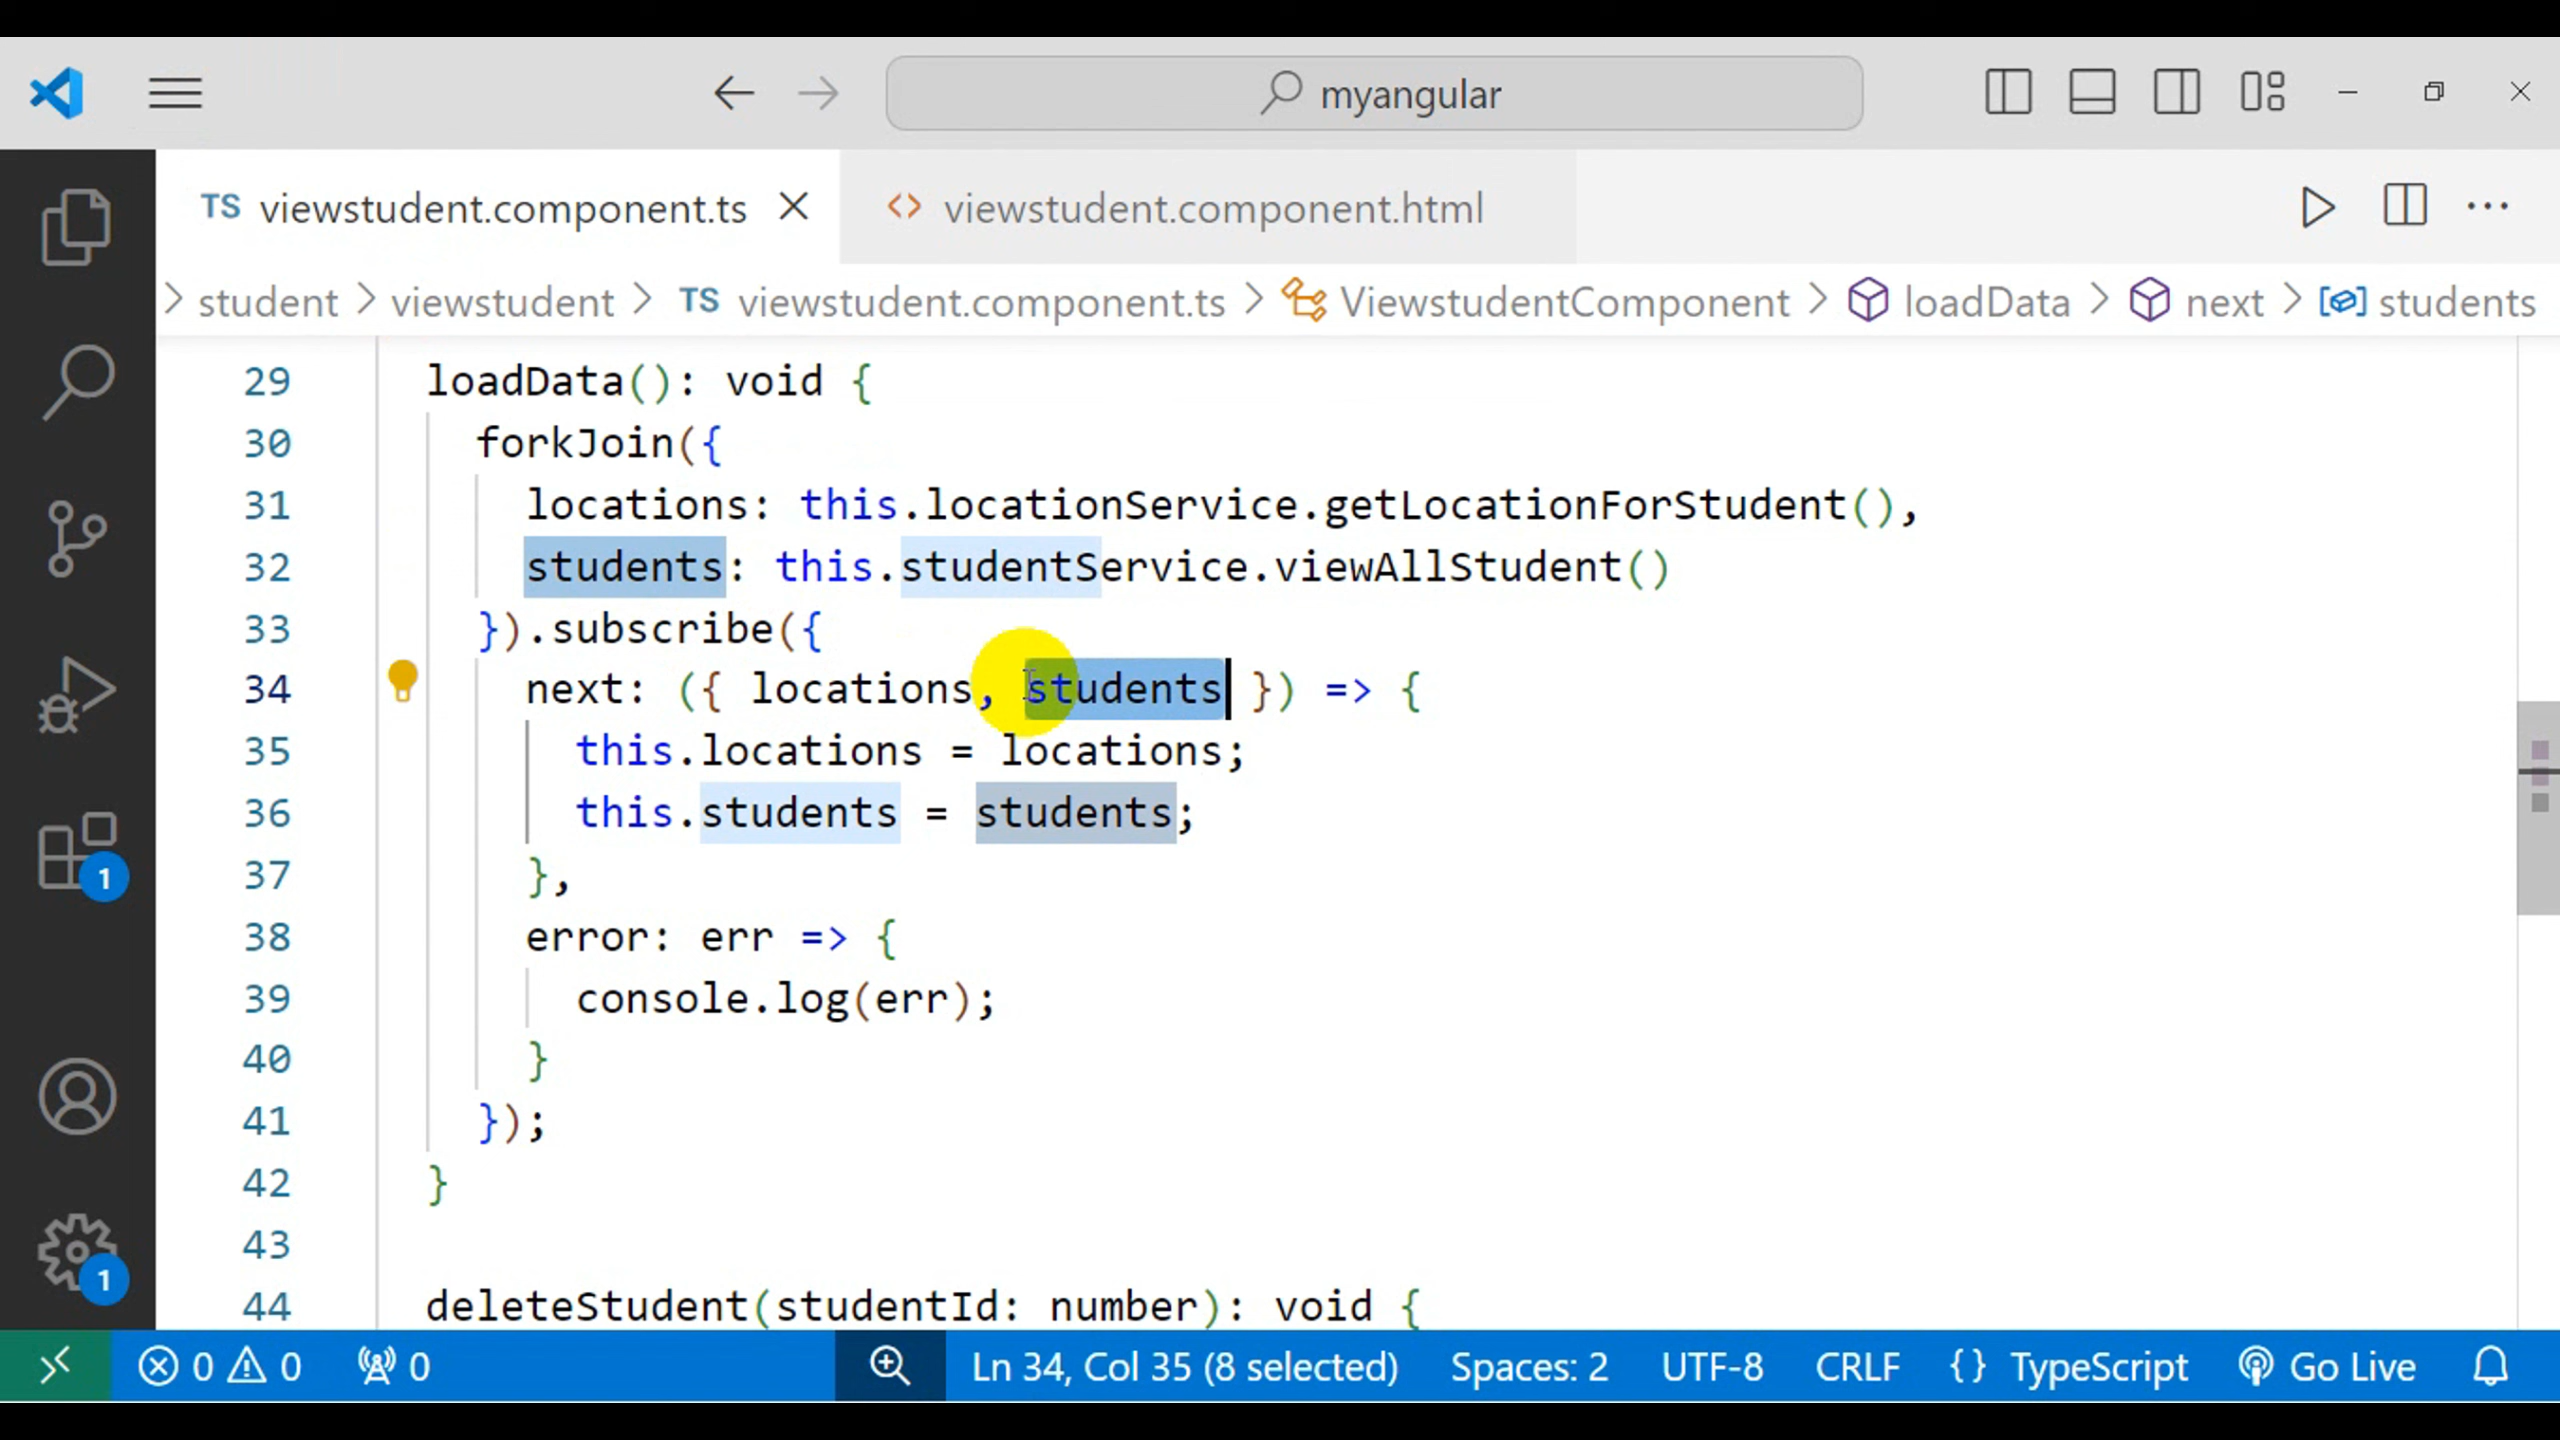 myangular
TS viewstudent.component.ts viewstudent.component.html
student viewstudent TS viewstudent.component.ts ViewstudentComponent loadData next students
29 loadData(): void {
30 forkJoin({
31 locations: this.locationService.getLocationForStudent(),
32 students: this.studentService.viewAllStudent()
33 }).subscribe({
34 next: ({ locations, students }) => {
35 this.locations = locations;
36 this.students = students;
37 },
38 error: err => {
39 console.log(err);
40 }
41 });
42 }
43
44 deleteStudent(studentId: number): void {
1
1
0 0 0 Ln 34, Col 35 (8 selected) Spaces: 2 UTF-8 CRLF {} TypeScript Go Live